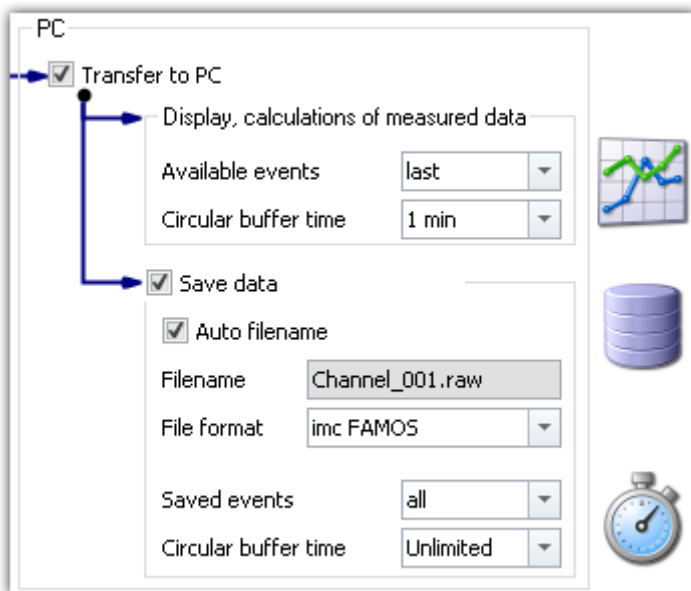 PC
Transfer to PC
Display, calculations of measured data
Available events last
Circular buffer time 1 min
Save data
Auto filename
Filename Channel_001.raw
File format imc FAMOS
Saved events all
Circular buffer time Unlimited